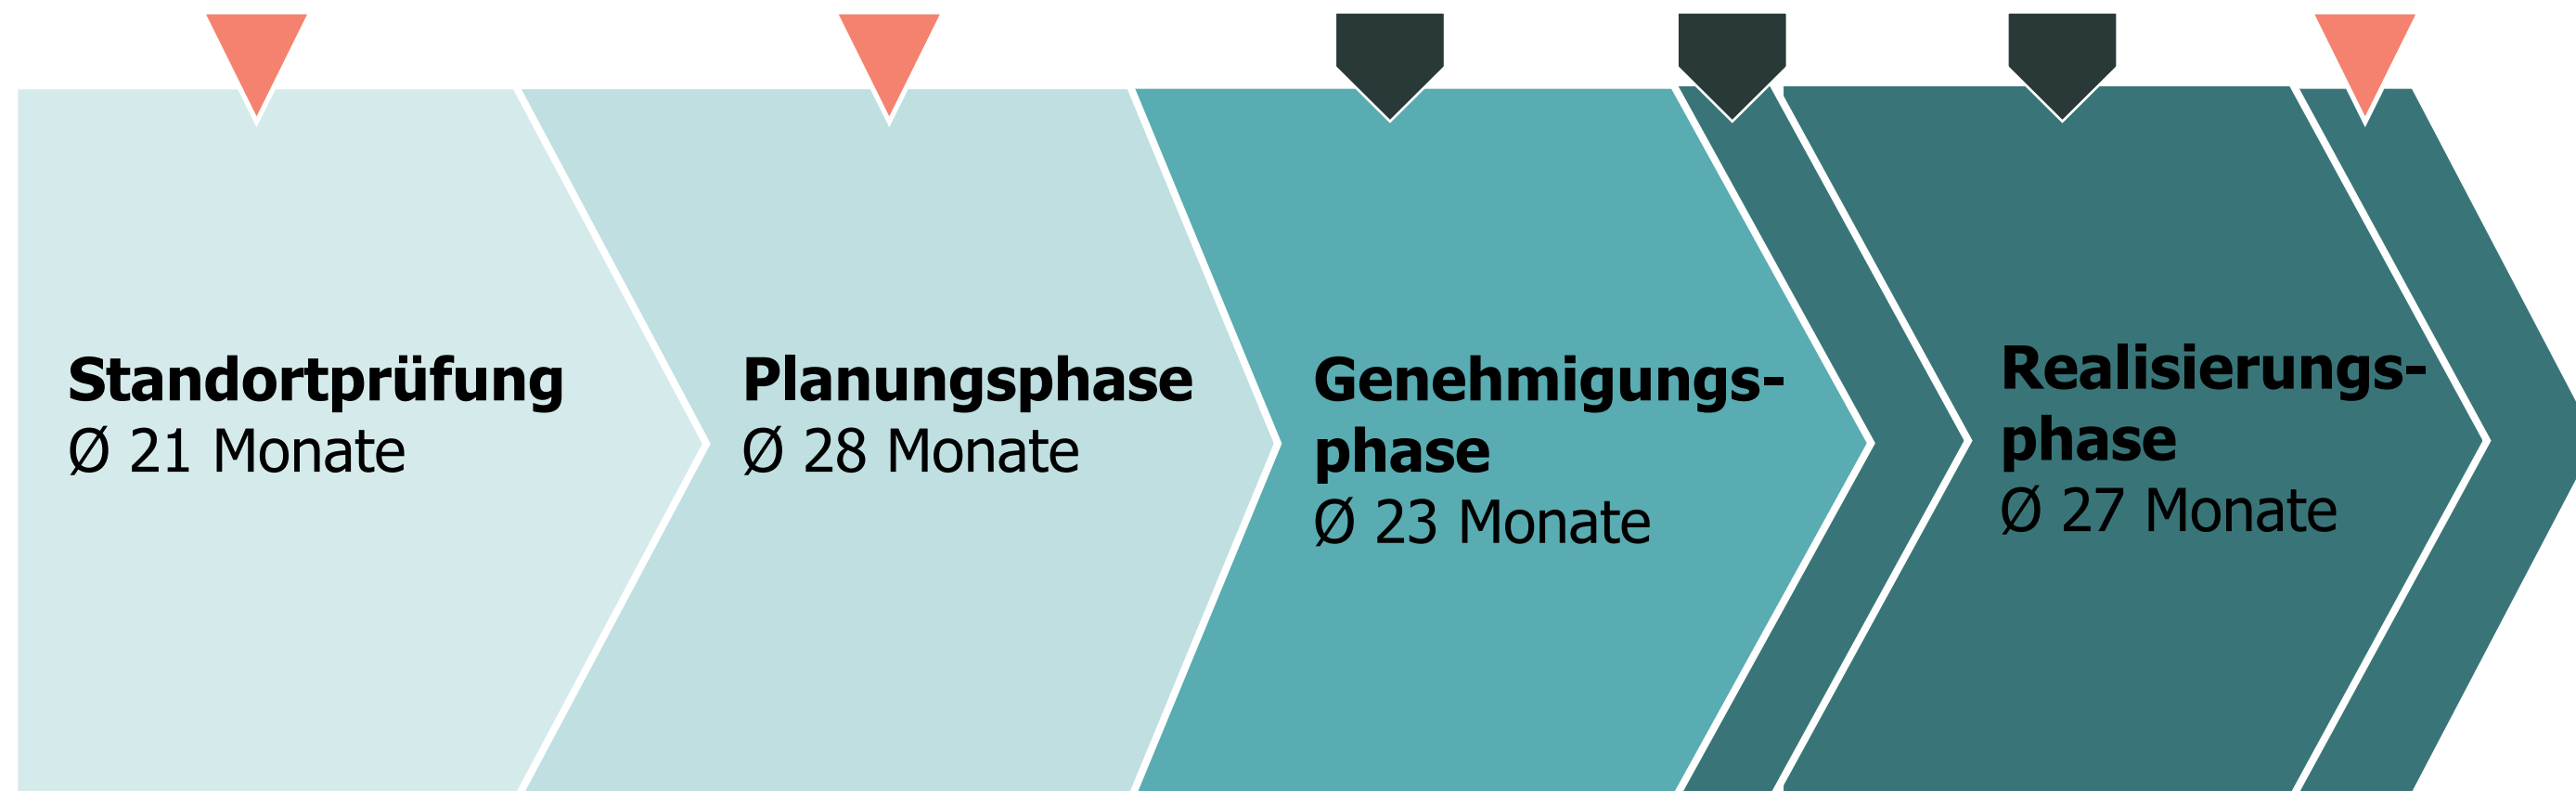 Standortprüfung
Ø 21 Monate
Planungsphase
Ø 28 Monate
Genehmigungs-
phase
Ø 23 Monate
Realisierungs-
phase
Ø 27 Monate